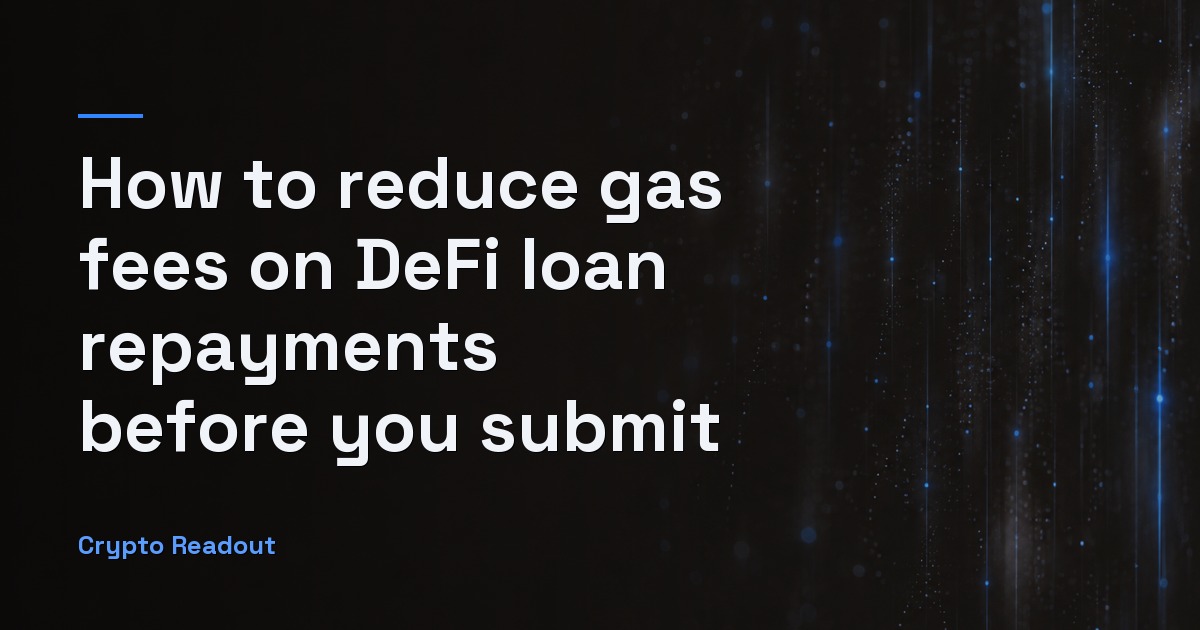 How to reduce gas
fees on DeFi loan
repayments
before you submit
Crypto Readout